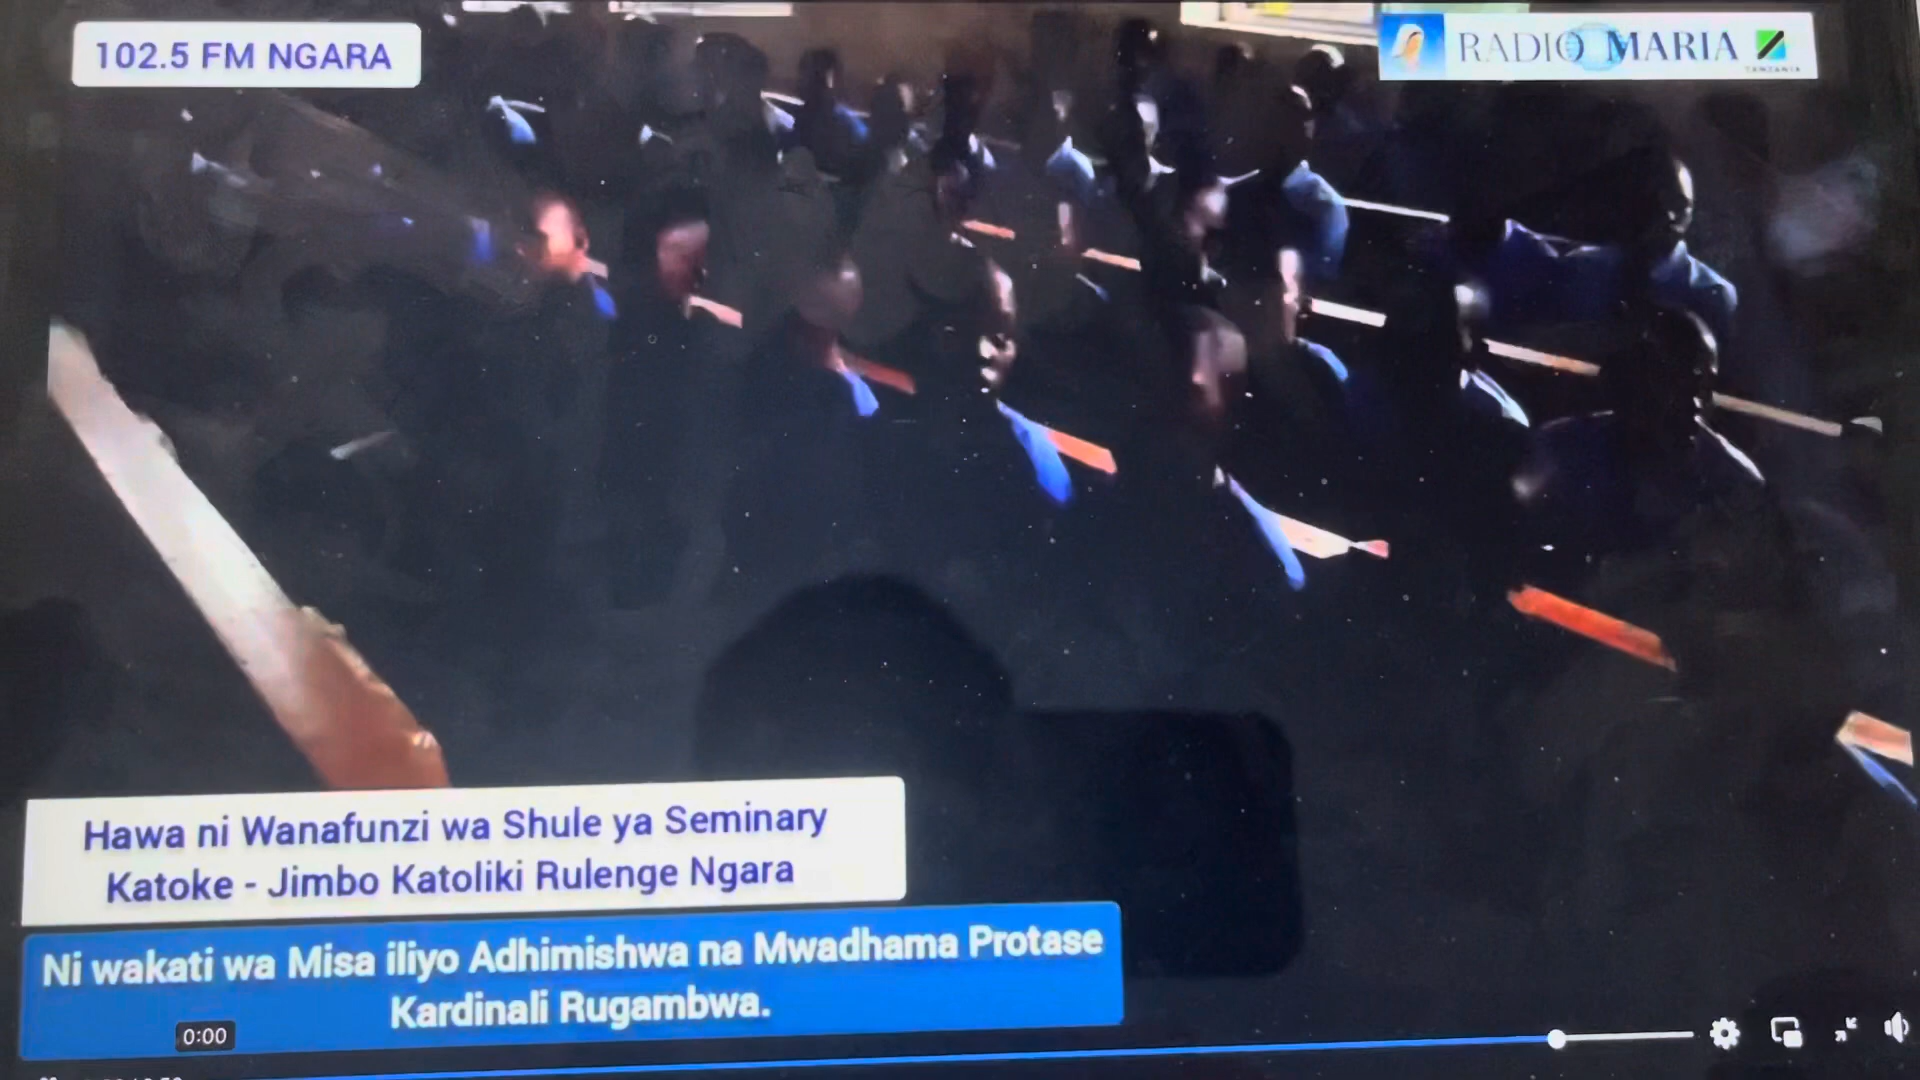 102.5 FM NGARA
RADIO MARIA
TANZANIA
Hawa ni Wanafunzi wa Shule ya Seminary
Katoke - Jimbo Katoliki Rulenge Ngara
Ni wakati wa Misa iliyo Adhimishwa na Mwadhama Protase
Kardinali Rugambwa.
0:00